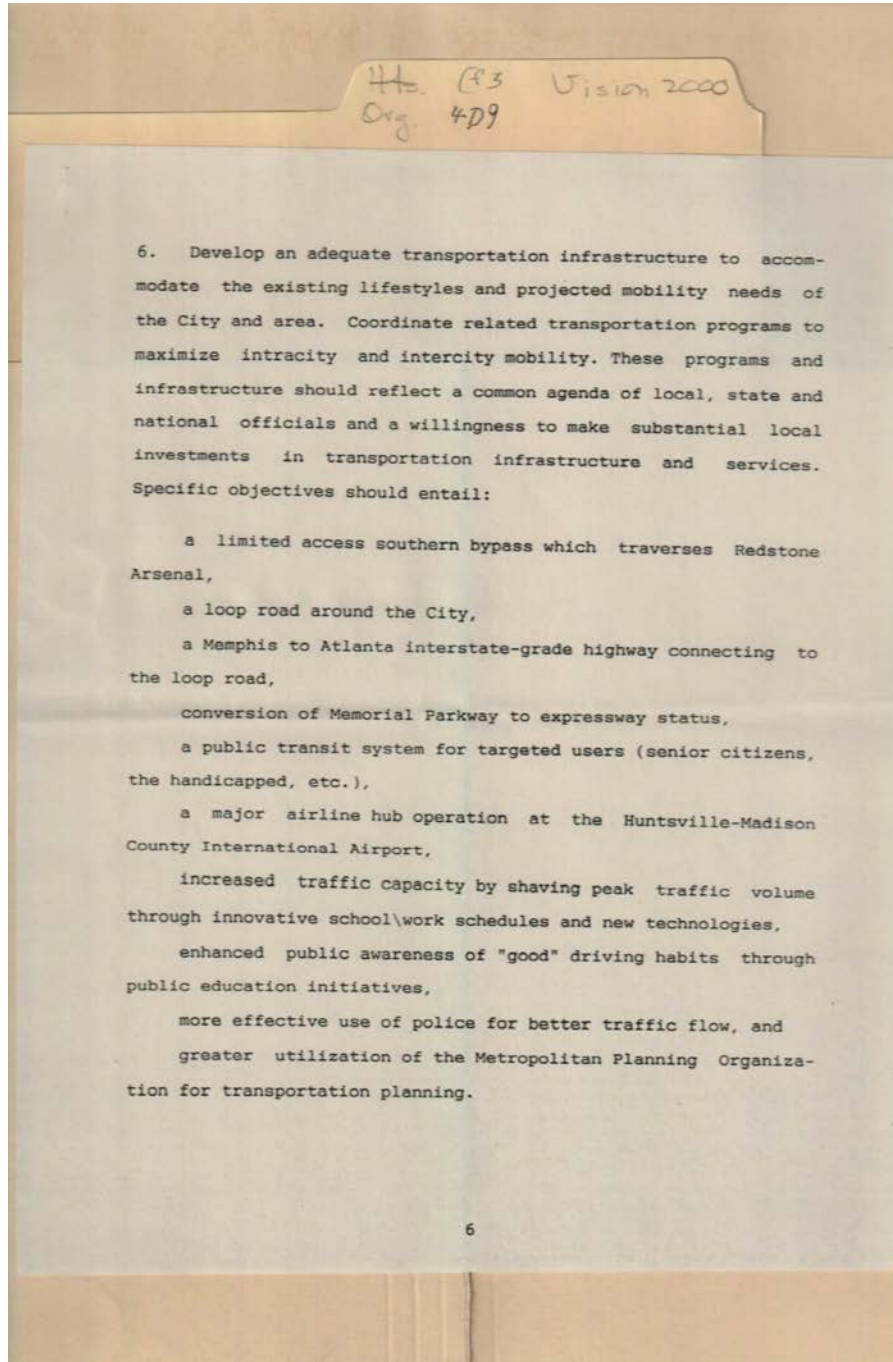 Hts. Cf3 Vision 2000
Org. 4D9
6. Develop an adequate transportation infrastructure to accom-
modate the existing lifestyles and projected mobility needs of
the City and area. Coordinate related transportation programs to
maximize intracity and intercity mobility. These programs and
infrastructure should reflect a common agenda of local, state and
national officials and a willingness to make substantial local
investments in transportation infrastructure and services.
Specific objectives should entail:
a limited access southern bypass which traverses Redstone
Arsenal,
a loop road around the City,
a Memphis to Atlanta interstate-grade highway connecting to
the loop road,
conversion of Memorial Parkway to expressway status,
a public transit system for targeted users (senior citizens,
the handicapped, etc.),
a major airline hub operation at the Huntsville-Madison
County International Airport,
increased traffic capacity by shaving peak traffic volume
through innovative school\work schedules and new technologies,
enhanced public awareness of "good" driving habits through
public education initiatives,
more effective use of police for better traffic flow, and
greater utilization of the Metropolitan Planning Organiza-
tion for transportation planning.
6